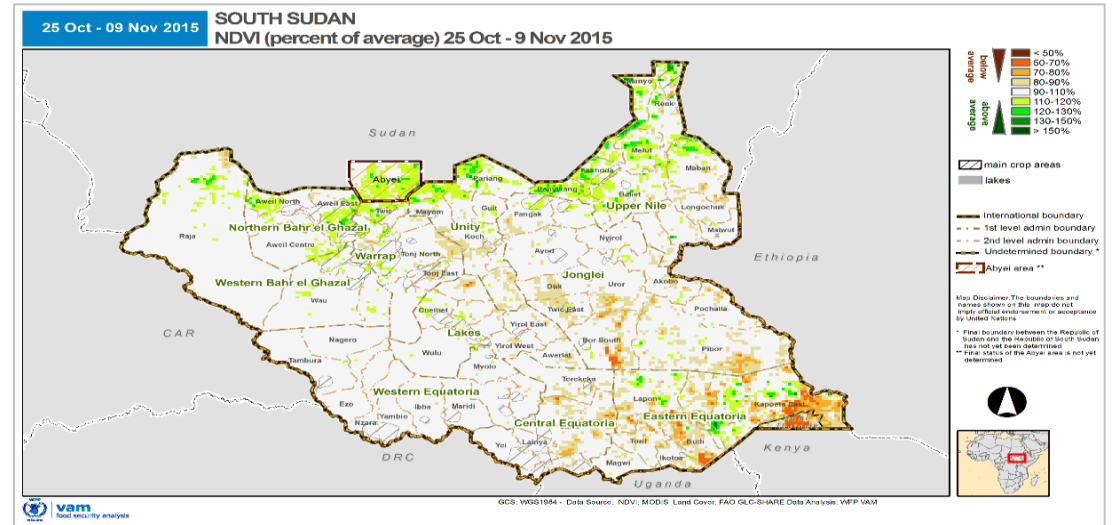 25 Oct - 09 Nov 2015
SOUTH SUDAN
NDVI (percent of average) 25 Oct - 9 Nov 2015
below average
above average
< 50%
50-70%
70-80%
80-90%
90-110%
110-120%
120-130%
130-150%
> 150%
main crop areas
lakes
International boundary
1st level admin boundary
2nd level admin boundary
Undetermined boundary *
Abyei area **
Map Disclaimer: The boundaries and
names shown on this map do not
imply official endorsement or acceptance
by United Nations
* Final boundary between the Republic of
Sudan and the Republic of South Sudan
has not yet been determined
** Final status of the Abyei area is not yet
determined
Sudan
Ethiopia
CAR
DRC
Uganda
Kenya
Manyo
Renk
Melut
Maban
Fashoda
Panyikang
Baliet
Upper Nile
Longochuk
Maiwut
Abyei
Pariang
Aweil North
Aweil East
Twic
Mayom
Guit
Fangak
Northern Bahr el Ghazal
Unity
Raja
Aweil Centre
Koch
Nyirol
Warrap
Tonj North
Ayod
Tonj East
Jonglei
Western Bahr el Ghazal
Duk
Uror
Akobo
Wau
Cueibet
Twic East
Pochalla
Lakes
Yirol East
Nagero
Wulu
Yirol West
Bor South
Pibor
Tambura
Mvolo
Awerial
Terekeka
Western Equatoria
Lapon
Kapoeta East
Ezo
Ibba
Maridi
Yambio
Nzara
Central Equatoria
Eastern Equatoria
Yei
Lainya
Torit
Budi
Magwi
Ikotos
GCS; WGS1984 - Data Source; NDVI; MODIS Land Cover; FAO GLC-SHARE Data Analysis; WFP VAM
WFP
vam
food security analysis